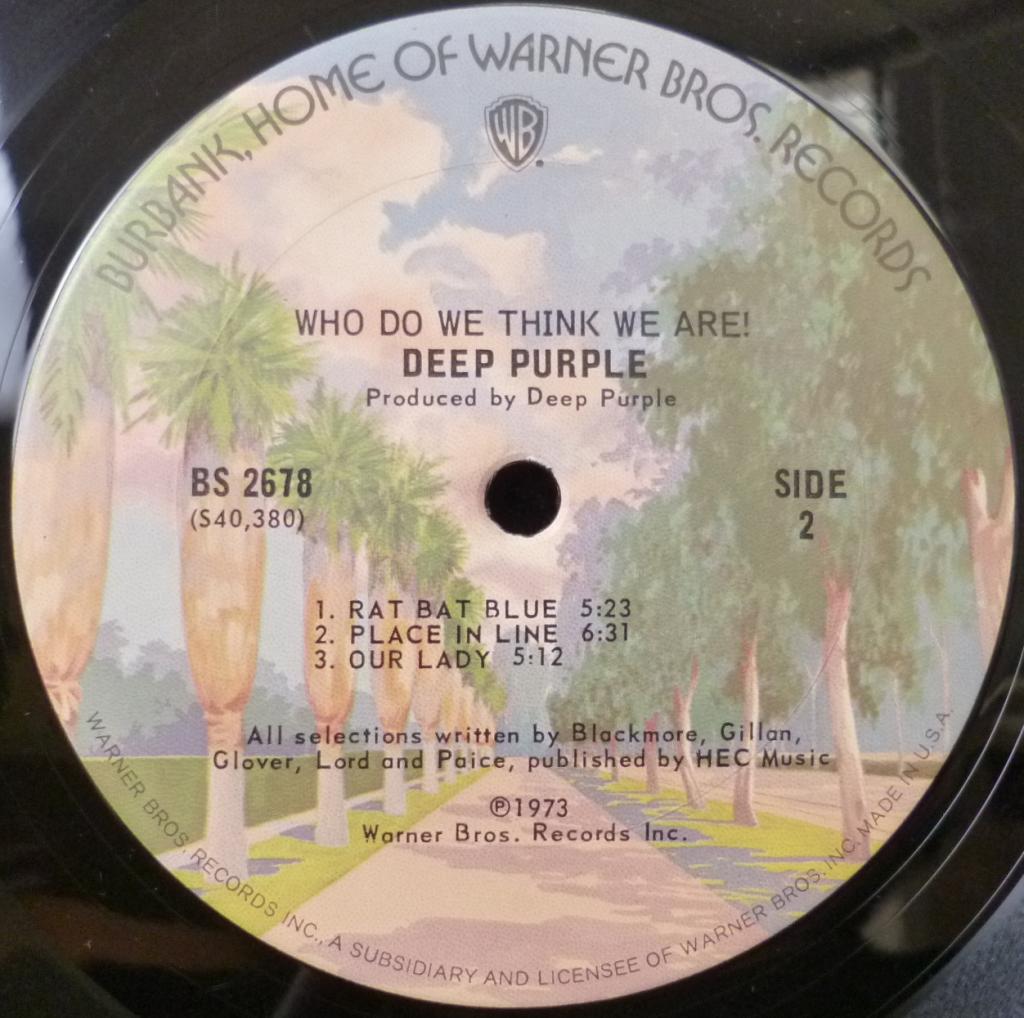 BURBANK, HOME OF WARNER BROS. RECORDS
WB
WHO DO WE THINK WE ARE!
DEEP PURPLE
Produced by Deep Purple
BS 2678
(S40,380)
SIDE
2
1. RAT BAT BLUE 5:23
2. PLACE IN LINE 6:31
3. OUR LADY 5:12
All selections written by Blackmore, Gillan,
Glover, Lord and Paice, published by HEC Music
℗1973
Warner Bros. Records Inc.
WARNER BROS. RECORDS INC., A SUBSIDIARY AND LICENSEE OF WARNER BROS. INC. MADE IN U.S.A.